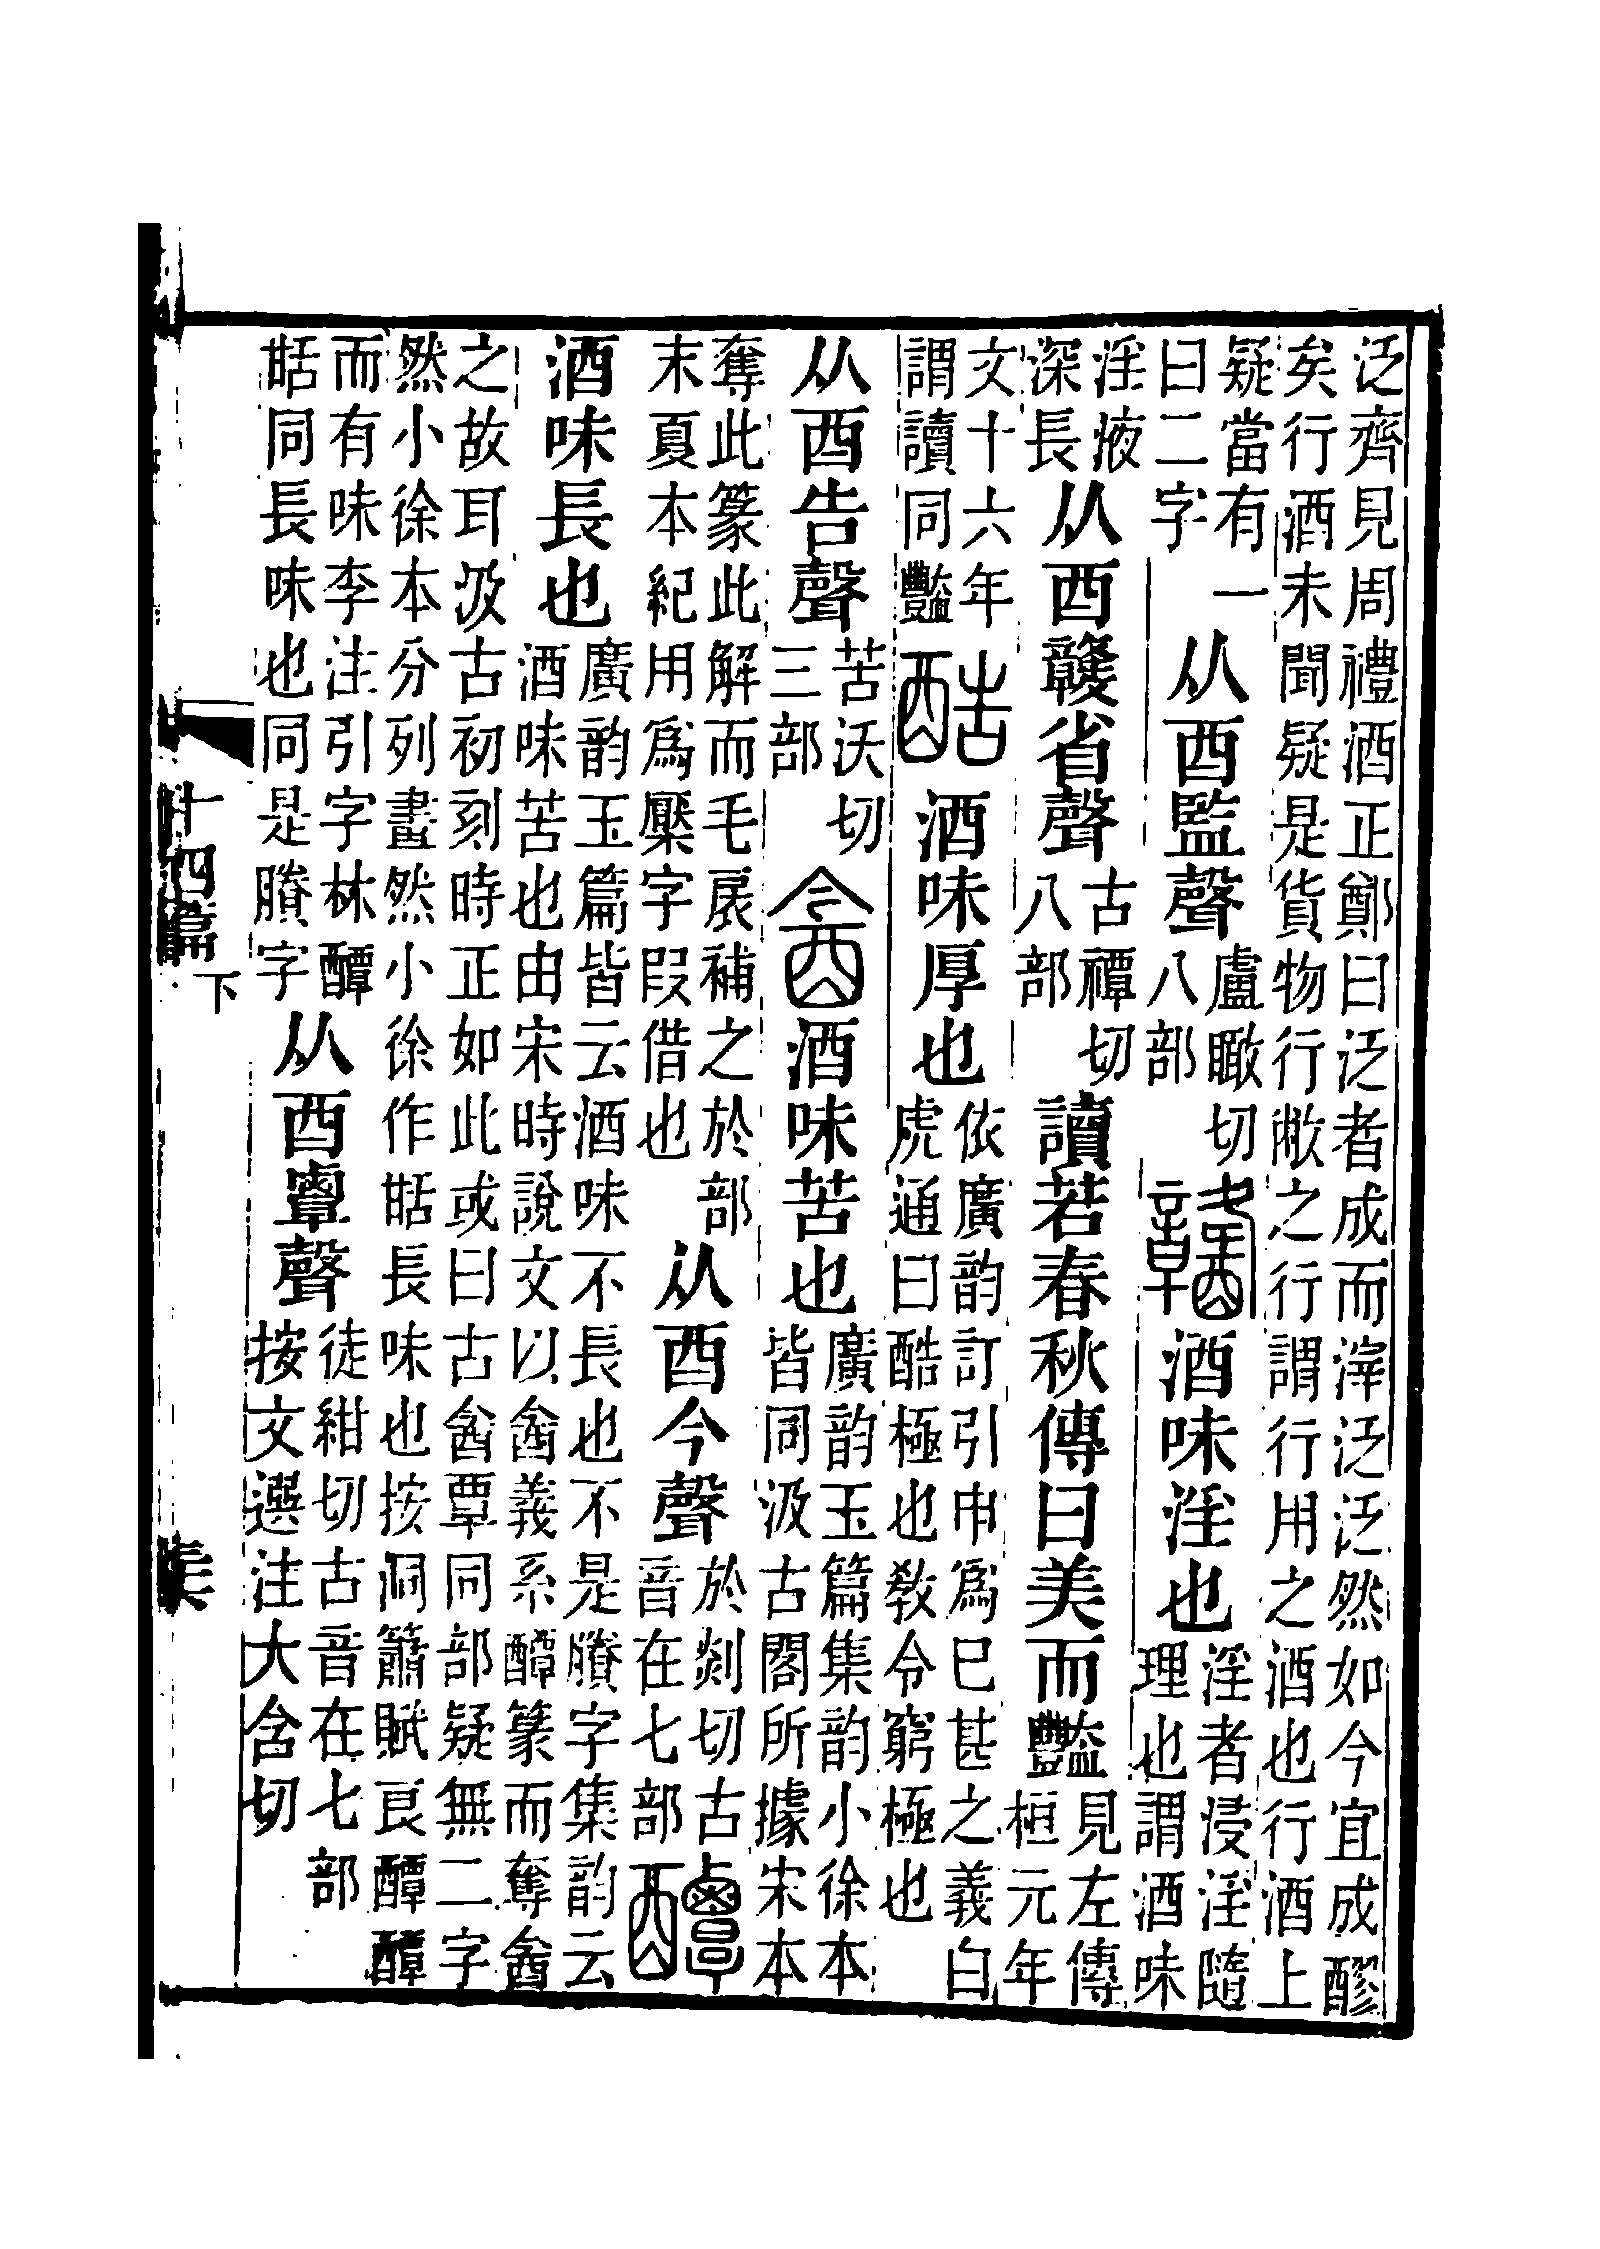 泛齊見周禮酒正鄭曰泛者成而滓泛泛然如今宜成醪矣行酒未聞疑是貨物行敝之行謂行用之酒也行酒上
疑當有一曰二字从酉監聲盧瞰切八部𨣻酒味淫也淫者浸淫隨理也謂酒味
淫液深長从酉竷省聲古禫切八部讀若春秋傳曰美而豔見左傳桓元年
文十六年謂讀同豔酷酒味厚也依廣韵訂引申爲已甚之義白虎通曰酷極也敎令窮極也
从酉告聲苦沃切三部酓酒味苦也廣韵玉篇集韵小徐本皆同汲古閣所據宋本
奪此篆此解而毛扆補之於部末夏本紀用爲檿字叚借也从酉今聲於剡切古音在七部醰
酒味長也廣韵玉篇皆云酒味不長也不是賸字集韵云酒味苦也由宋時說文以酓義系醰篆而奪酓
之故耳汲古初刻時正如此或曰古酓覃同部疑無二字然小徐本分列畫然小徐作甛長味也按洞簫賦良醰醰
而有味李注引字林醰甛同長味也同是賸字从酉覃聲徒紺切古音在七部按文選注大含切
十四篇下